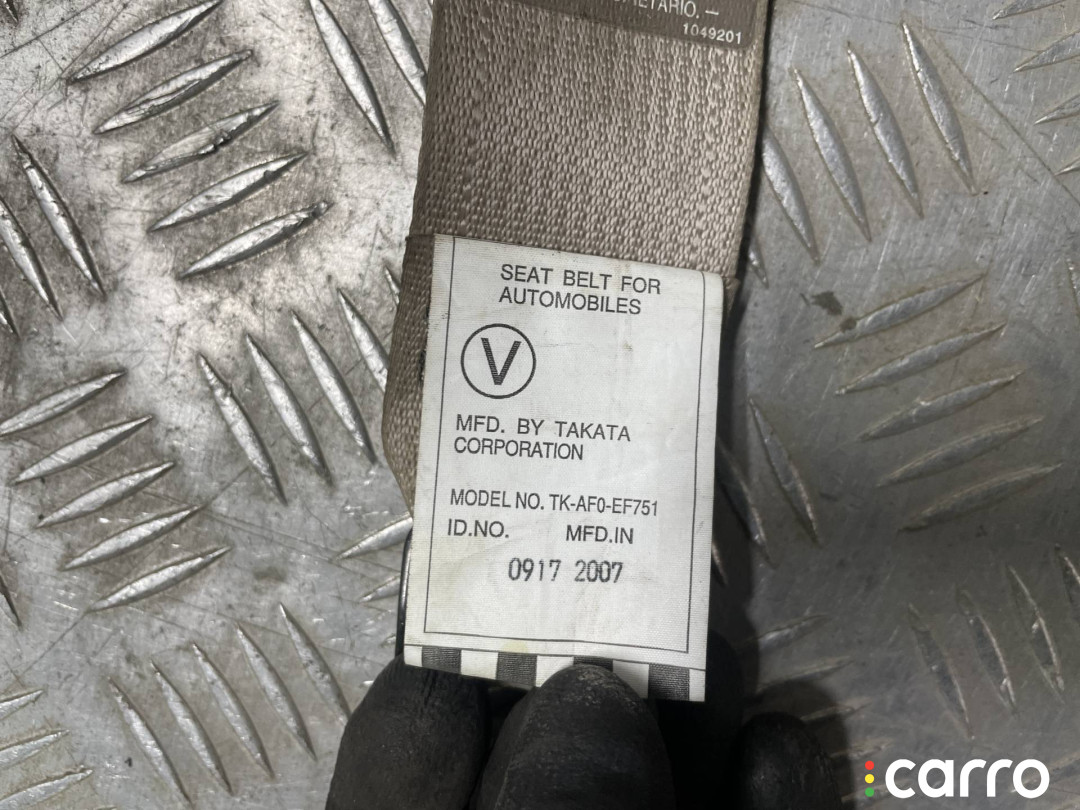 1049201
SEAT BELT FOR
AUTOMOBILES
V
MFD. BY TAKATA
CORPORATION
MODEL NO. TK-AF0-EF751
ID.NO. MFD.IN
0917 2007
carro